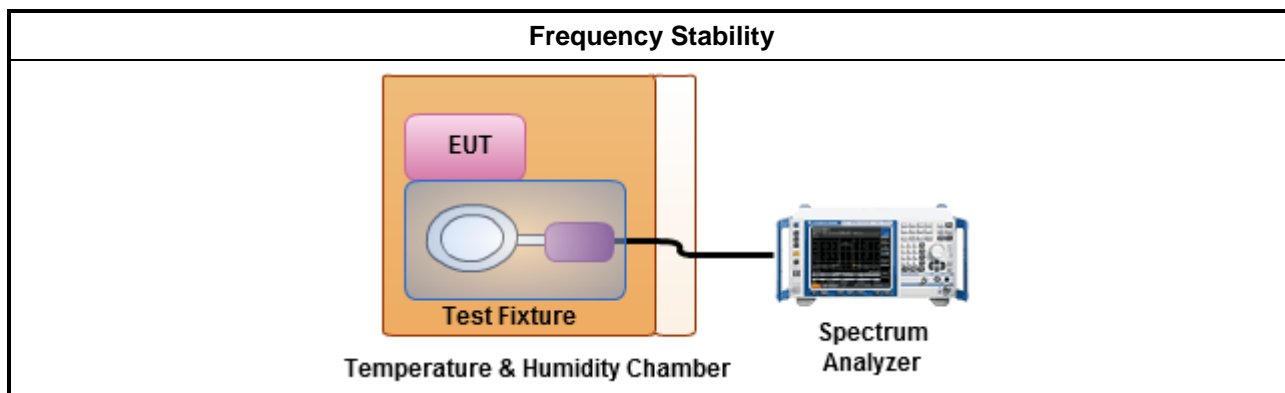 Frequency Stability
EUT
Test Fixture
Temperature & Humidity Chamber
Spectrum
Analyzer